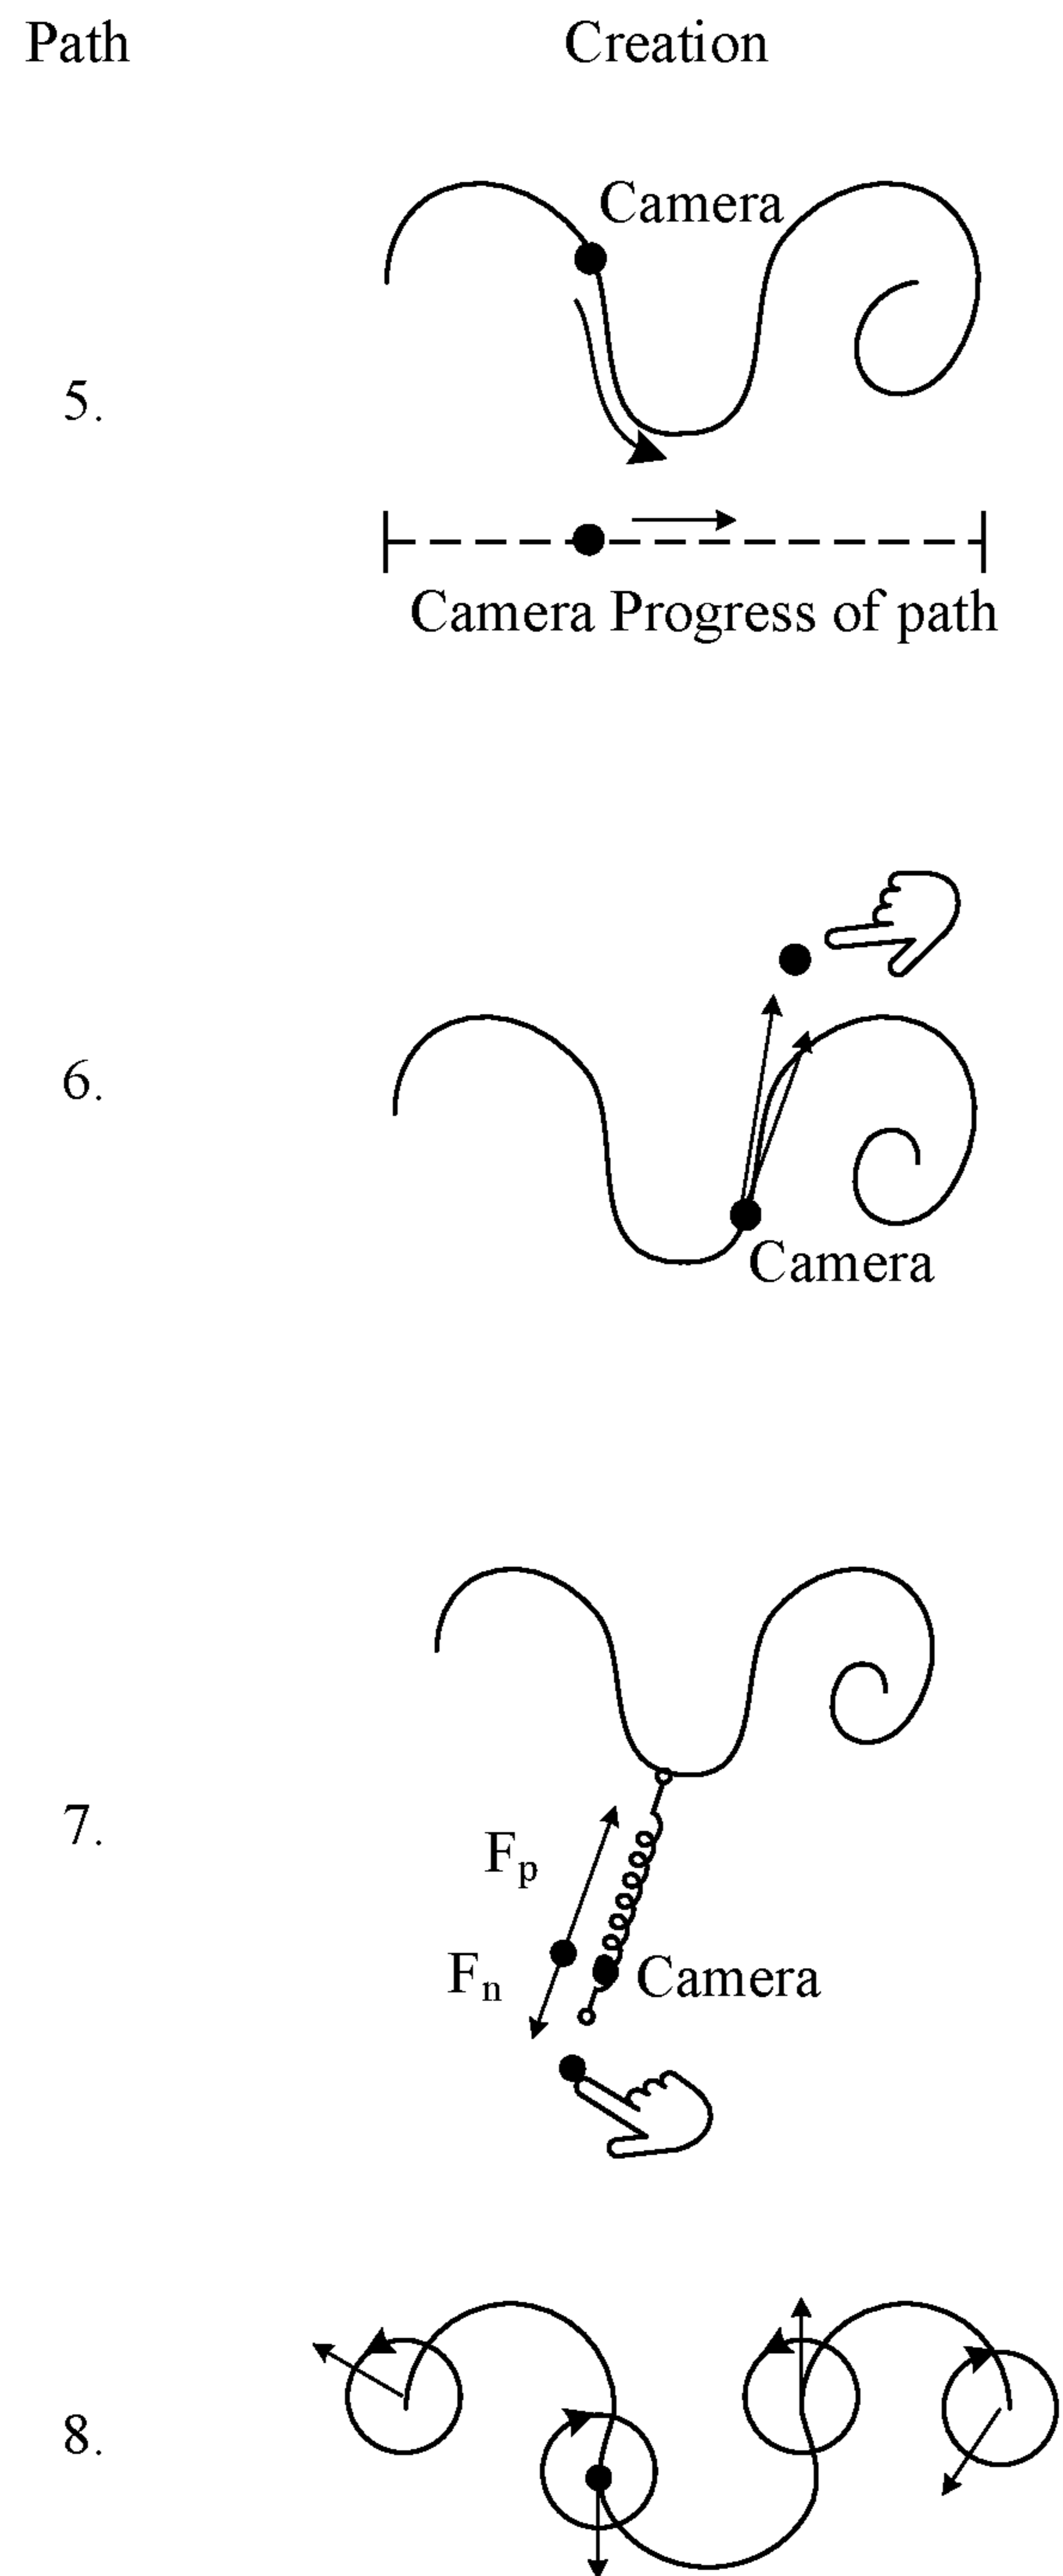 Path Creation
Camera
5.
Camera Progress of path
6.
Camera
7.
Fp
Fn Camera
8.